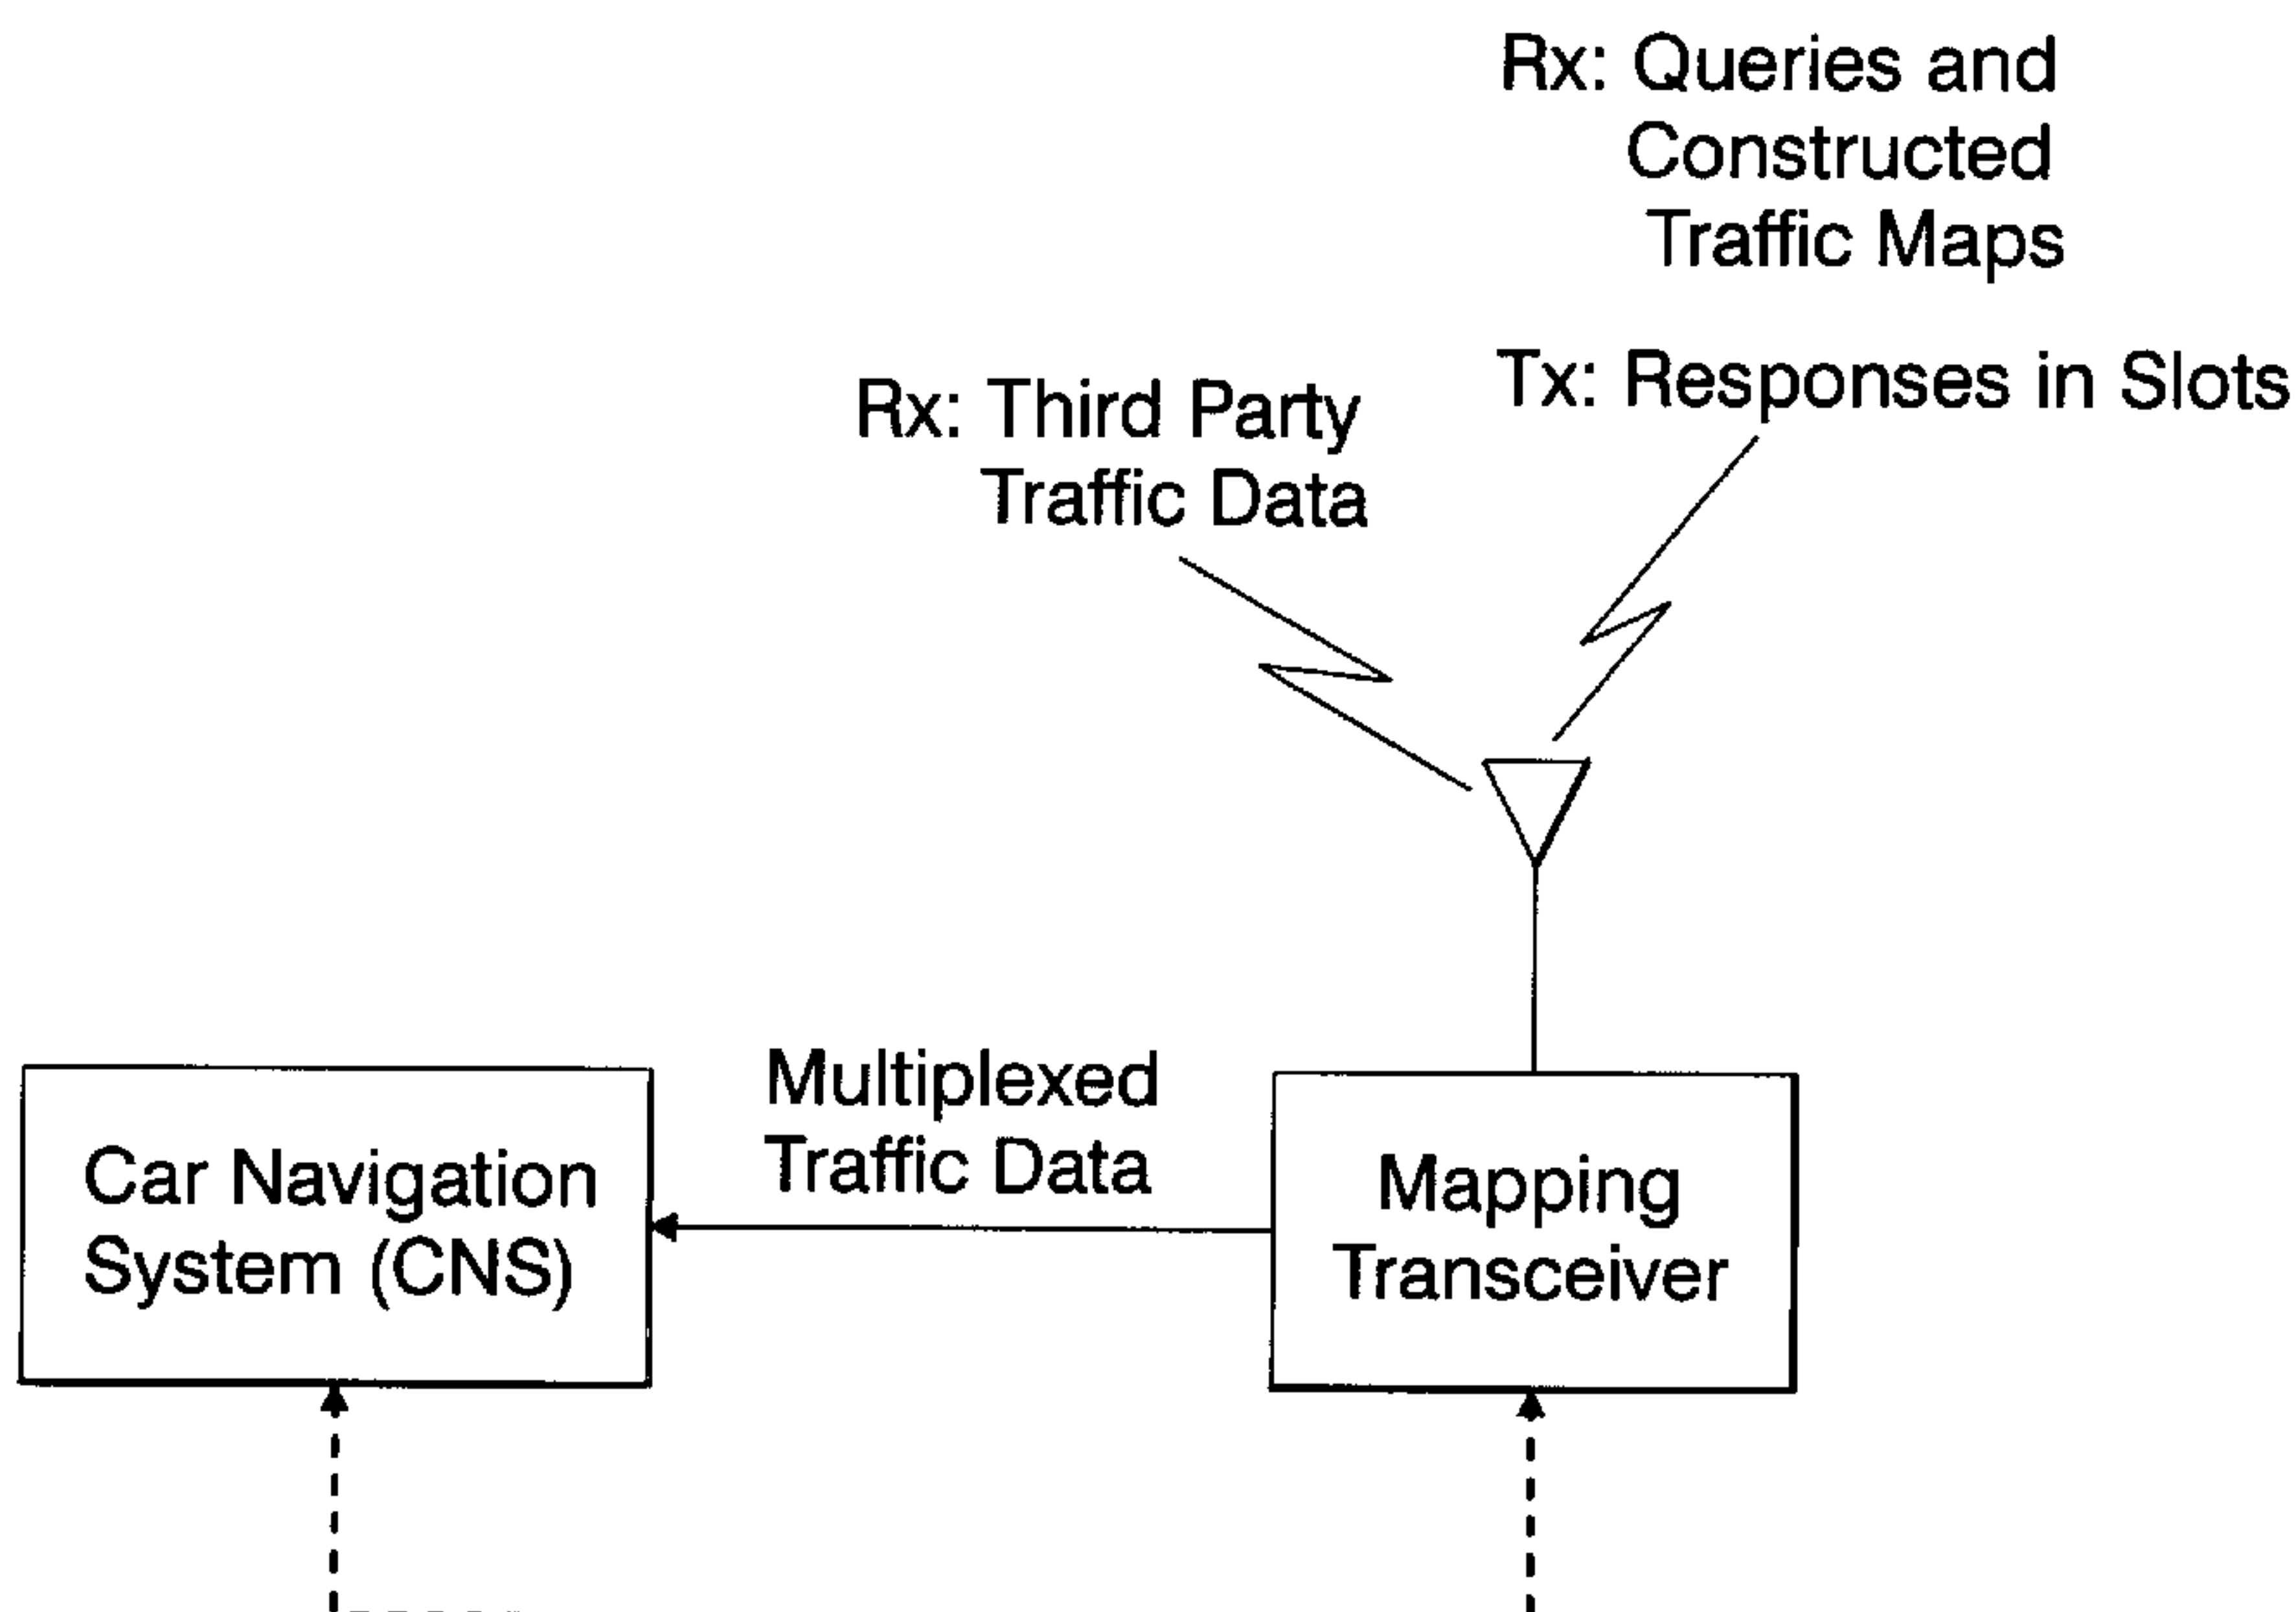 Rx: Queries and
Constructed
Traffic Maps
Tx: Responses in Slots
Rx: Third Party
Traffic Data
Multiplexed
Traffic Data
Car Navigation
System (CNS)
Mapping
Transceiver